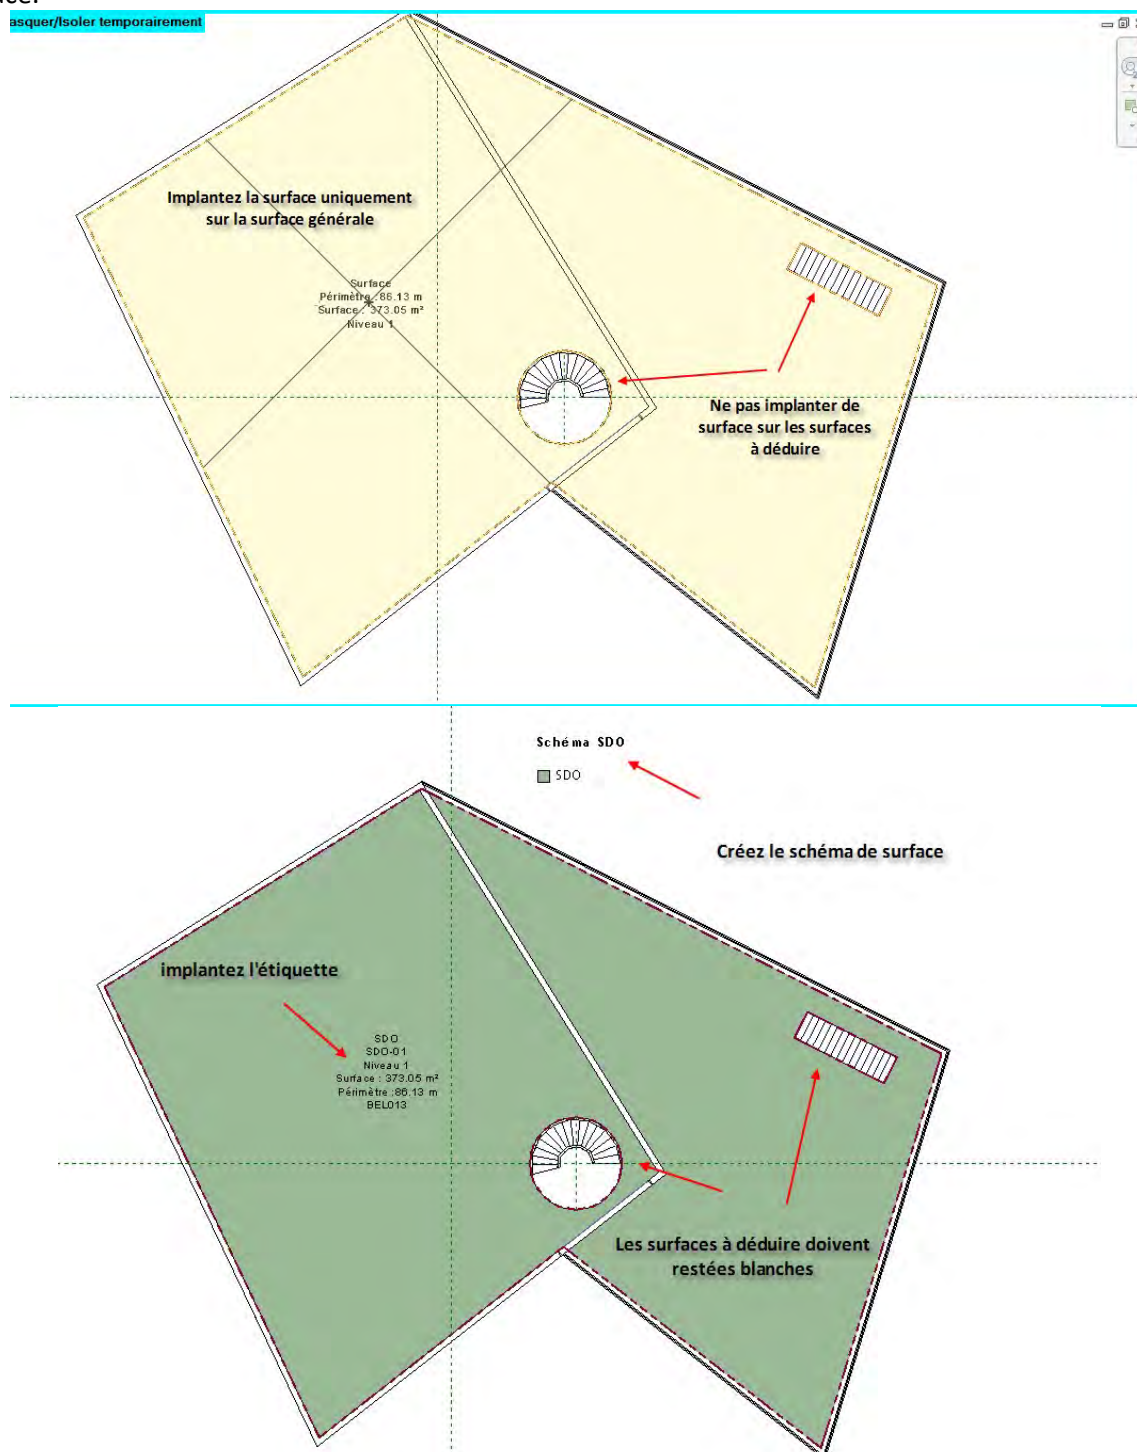 ace.
asquer/Isoler temporairement
Implantez la surface uniquement
sur la surface générale
Surface
Périmètre :86.13 m
Surface : 373.05 m²
Niveau 1
Ne pas implanter de
surface sur les surfaces
à déduire
Schéma SDO
SDO
Créez le schéma de surface
implantez l'étiquette
SDO
SDO-01
Niveau 1
Surface : 373.05 m²
Périmètre :86.13 m
BEL013
Les surfaces à déduire doivent
restées blanches